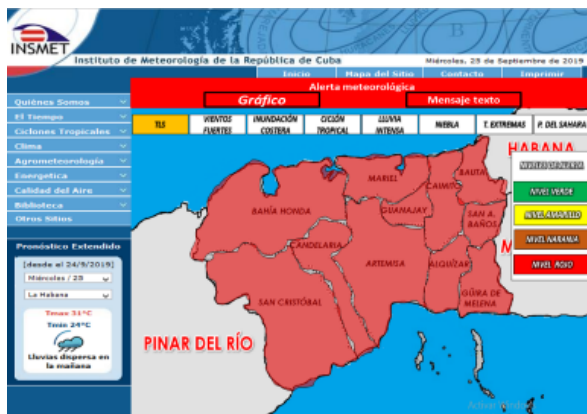 INSMET
Instituto de Meteorología de la República de Cuba
Miércoles, 25 de Septiembre de 2019
Inicio Mapa del Sitio Contacto Imprimir
Alerta meteorológica
Gráfico Mensaje texto
TLS VIENTOS FUERTES INUNDACIÓN COSTERA CICLÓN TROPICAL LLUVIA INTENSA NIEBLA T. EXTREMAS P. DEL SAHARA
Quiénes Somos
El Tiempo
Ciclones Tropicales
Clima
Agrometeorología
Energetica
Calidad del Aire
Biblioteca
Otros Sitios
Pronóstico Extendido
[desde el 24/9/2019]
Miércoles / 25
La Habana
Tmax 31°C
Tmin 24°C
Lluvias dispersa en
la mañana
HABANA
NIVEL VERDE
NIVEL AMARILLO
NIVEL NARANJA
NIVEL ROJO
MARIEL
BAUTA
CAIMITO
BAHÍA HONDA
GUANAJAY
SAN A.
BAÑOS
CANDELARIA
ARTEMISA
ALQUÍZAR
SAN CRISTÓBAL
GÜIRA DE
MELENA
PINAR DEL RÍO